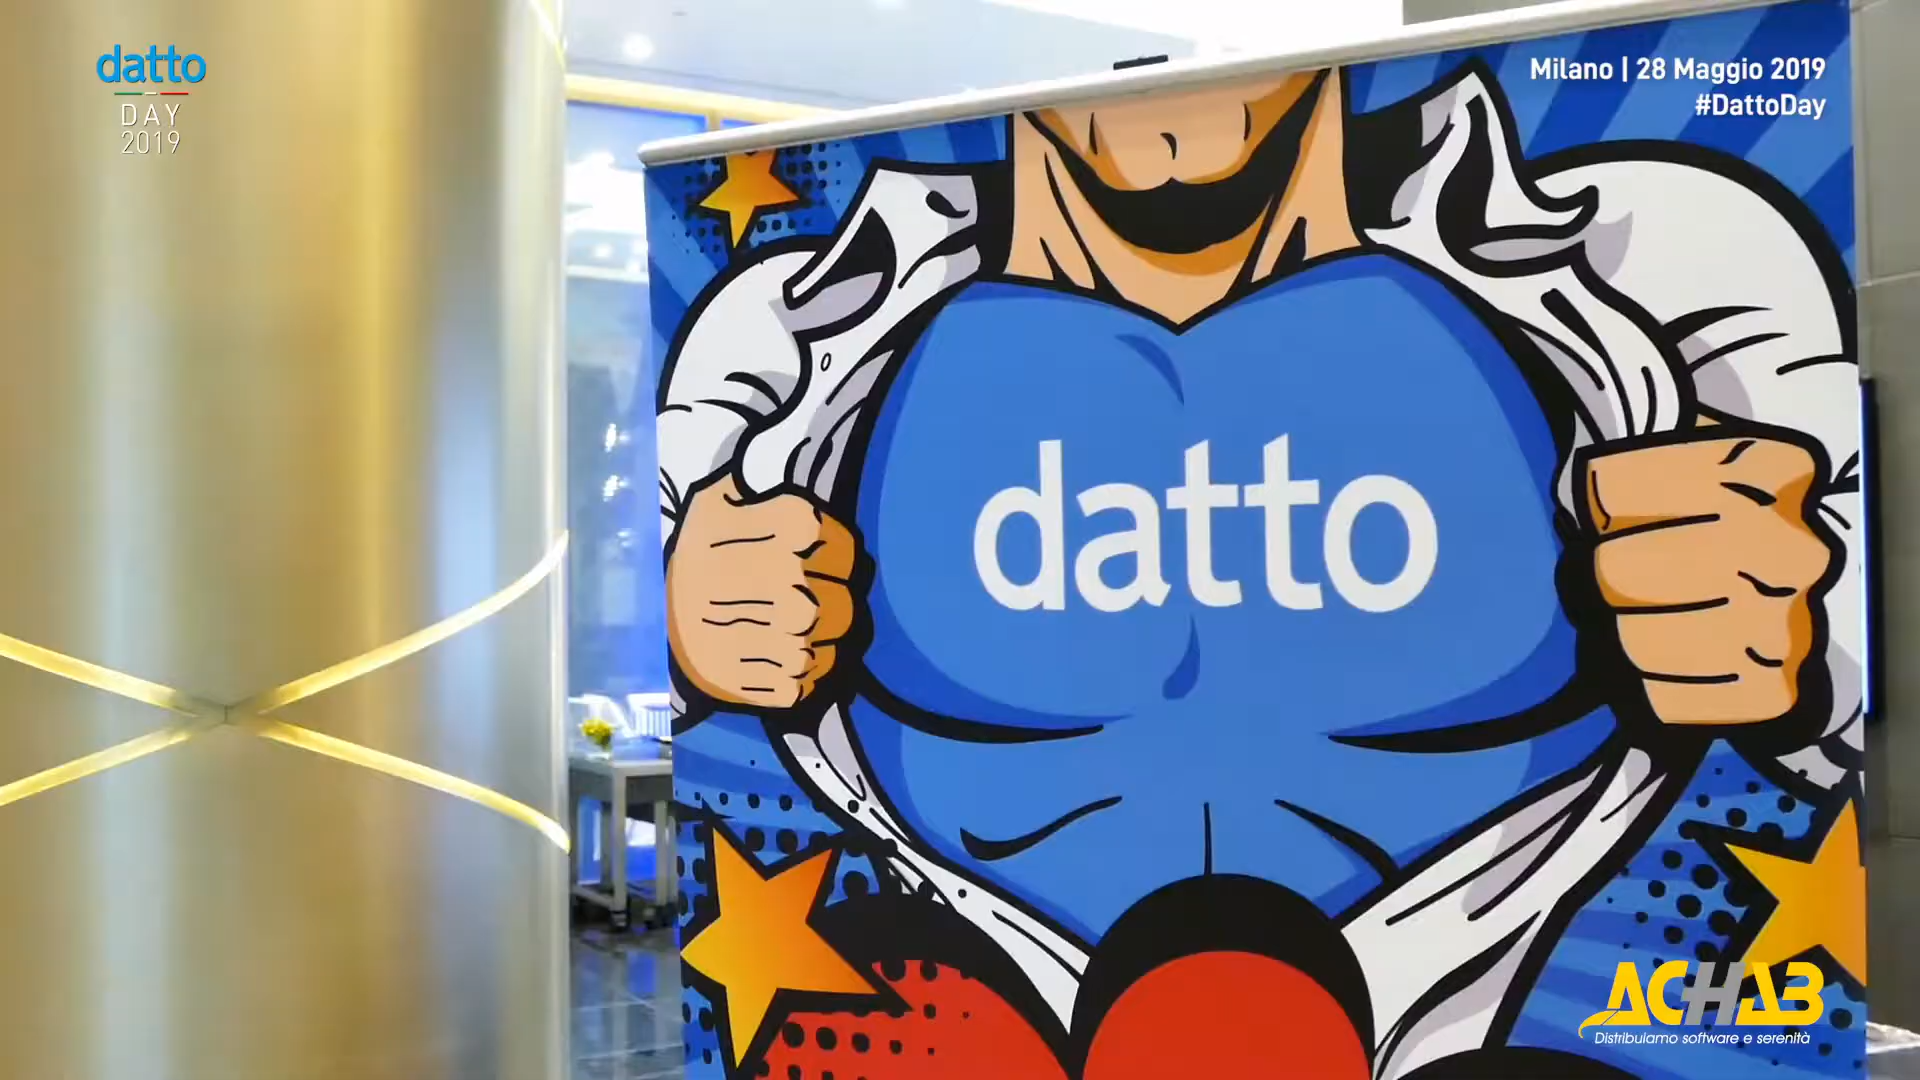 datto
DAY
2019
Milano | 28 Maggio 2019
#DattoDay
datto
ACHAB
Distribuiamo software e serenità